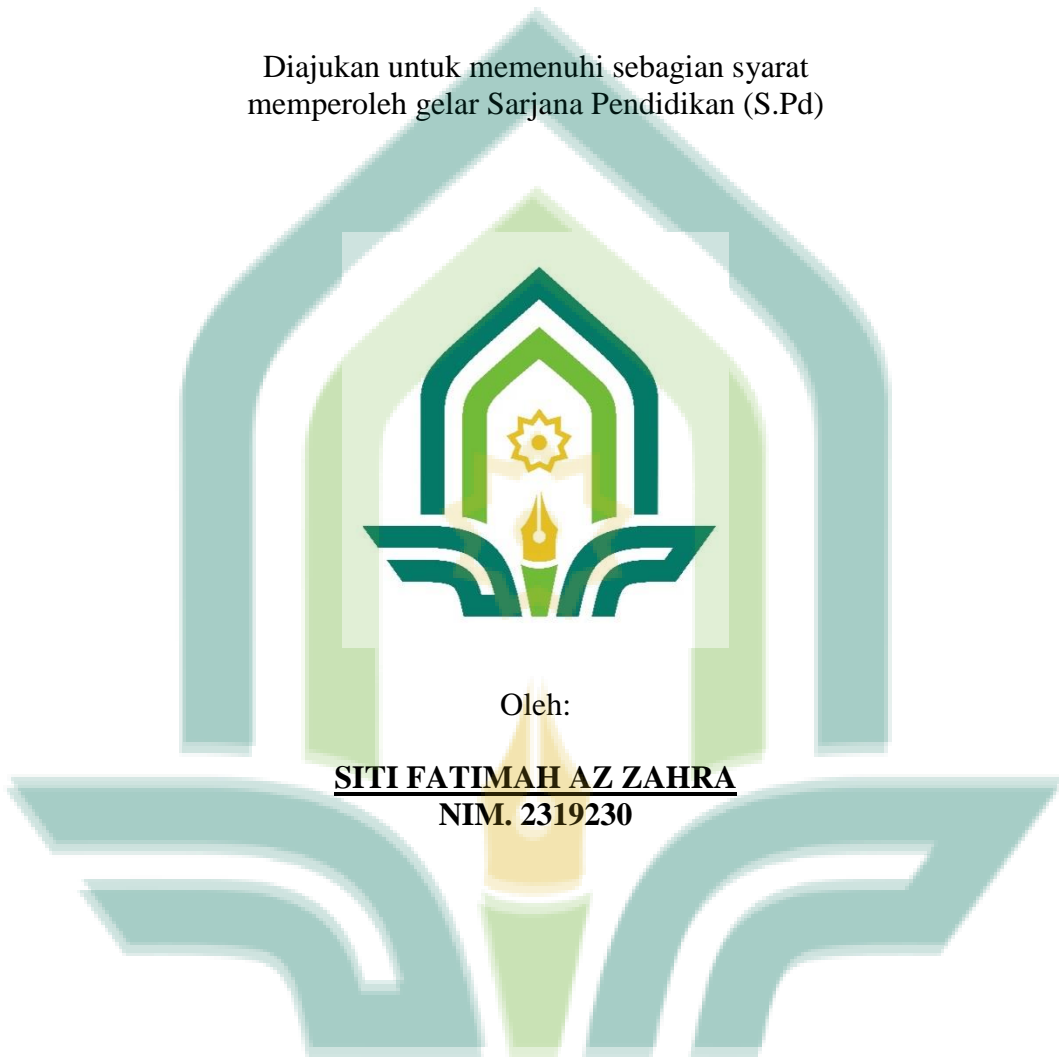 Diajukan untuk memenuhi sebagian syarat
memperoleh gelar Sarjana Pendidikan (S.Pd)
Oleh:
SITI FATIMAH AZ ZAHRA
NIM. 2319230